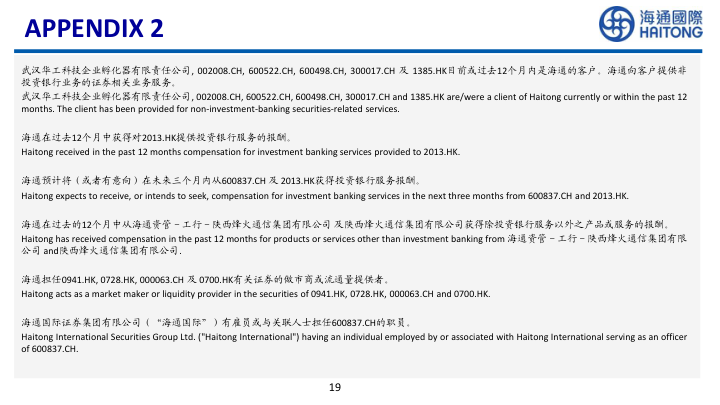 APPENDIX 2
海通國際
HAITONG
武汉华工科技企业孵化器有限责任公司, 002008.CH, 600522.CH, 600498.CH, 300017.CH 及 1385.HK目前或过去12个月内是海通的客户。海通向客户提供非
投资银行业务的证券相关业务服务。
武汉华工科技企业孵化器有限责任公司, 002008.CH, 600522.CH, 600498.CH, 300017.CH and 1385.HK are/were a client of Haitong currently or within the past 12
months. The client has been provided for non-investment-banking securities-related services.
海通在过去12个月中获得对2013.HK提供投资银行服务的报酬。
Haitong received in the past 12 months compensation for investment banking services provided to 2013.HK.
海通预计将（或者有意向）在未来三个月内从600837.CH 及 2013.HK获得投资银行服务报酬。
Haitong expects to receive, or intends to seek, compensation for investment banking services in the next three months from 600837.CH and 2013.HK.
海通在过去的12个月中从海通资管－工行－陕西烽火通信集团有限公司 及陕西烽火通信集团有限公司获得除投资银行服务以外之产品或服务的报酬。
Haitong has received compensation in the past 12 months for products or services other than investment banking from 海通资管－工行－陕西烽火通信集团有限
公司 and陕西烽火通信集团有限公司.
海通担任0941.HK, 0728.HK, 000063.CH 及 0700.HK有关证券的做市商或流通量提供者。
Haitong acts as a market maker or liquidity provider in the securities of 0941.HK, 0728.HK, 000063.CH and 0700.HK.
海通国际证券集团有限公司（“海通国际”）有雇员或与关联人士担任600837.CH的职员。
Haitong International Securities Group Ltd. ("Haitong International") having an individual employed by or associated with Haitong International serving as an officer
of 600837.CH.
19